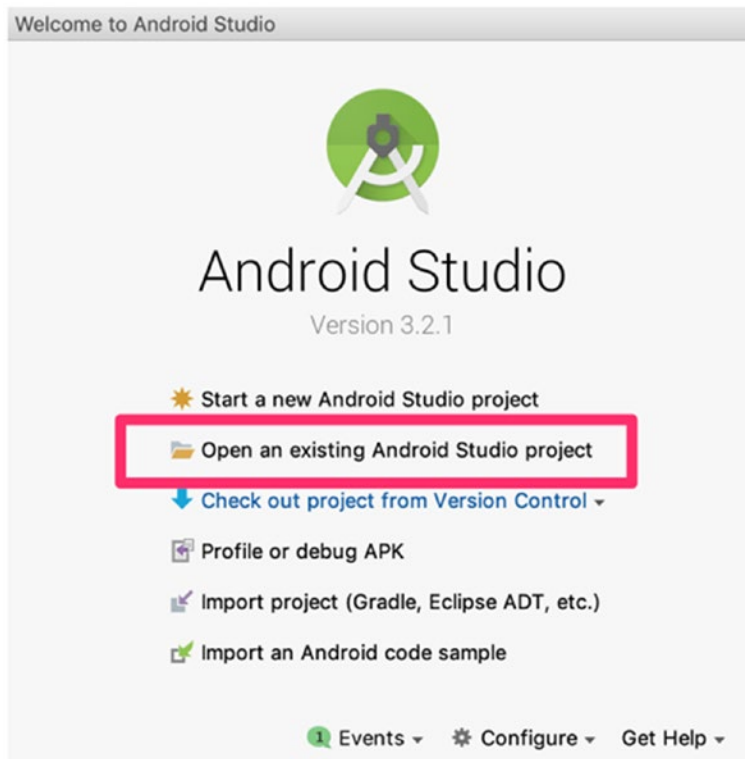 Welcome to Android Studio
Android Studio
Version 3.2.1
Start a new Android Studio project
Open an existing Android Studio project
Check out project from Version Control
Profile or debug APK
Import project (Gradle, Eclipse ADT, etc.)
Import an Android code sample
1 Events Configure Get Help